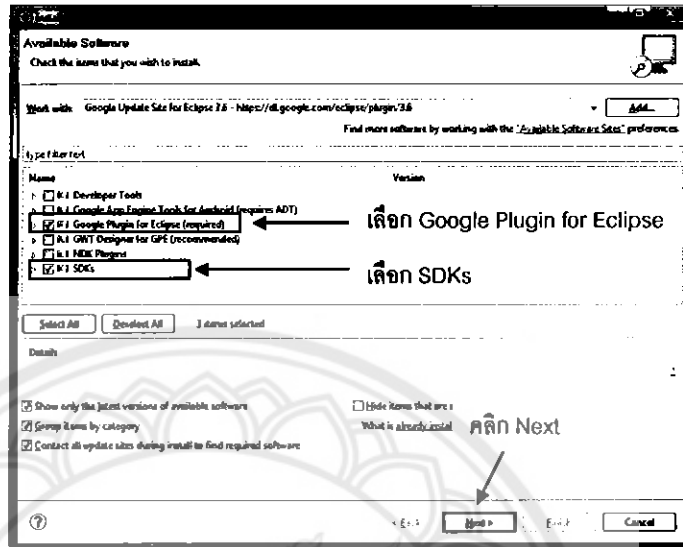 Available Software
Check the items that you wish to install.
Work with: Google Update Site for Eclipse 3.6 - https://dl.google.com/eclipse/plugin/3.6
Add...
Find more software by working with the "Available Software Sites" preferences.
type filter text
Name Version
Developer Tools
Google App Engine Tools for Android (requires ADT)
Google Plugin for Eclipse (required) เลือก Google Plugin for Eclipse
GWT Designer for GPE (recommended)
NDK Plugins
SDKs เลือก SDKs
Select All Deselect All 3 items selected
Details
Show only the latest versions of available software Hide items that are
Group items by category What is already instal คลิก Next
Contact all update sites during install to find required software
< Back Next > Finish Cancel